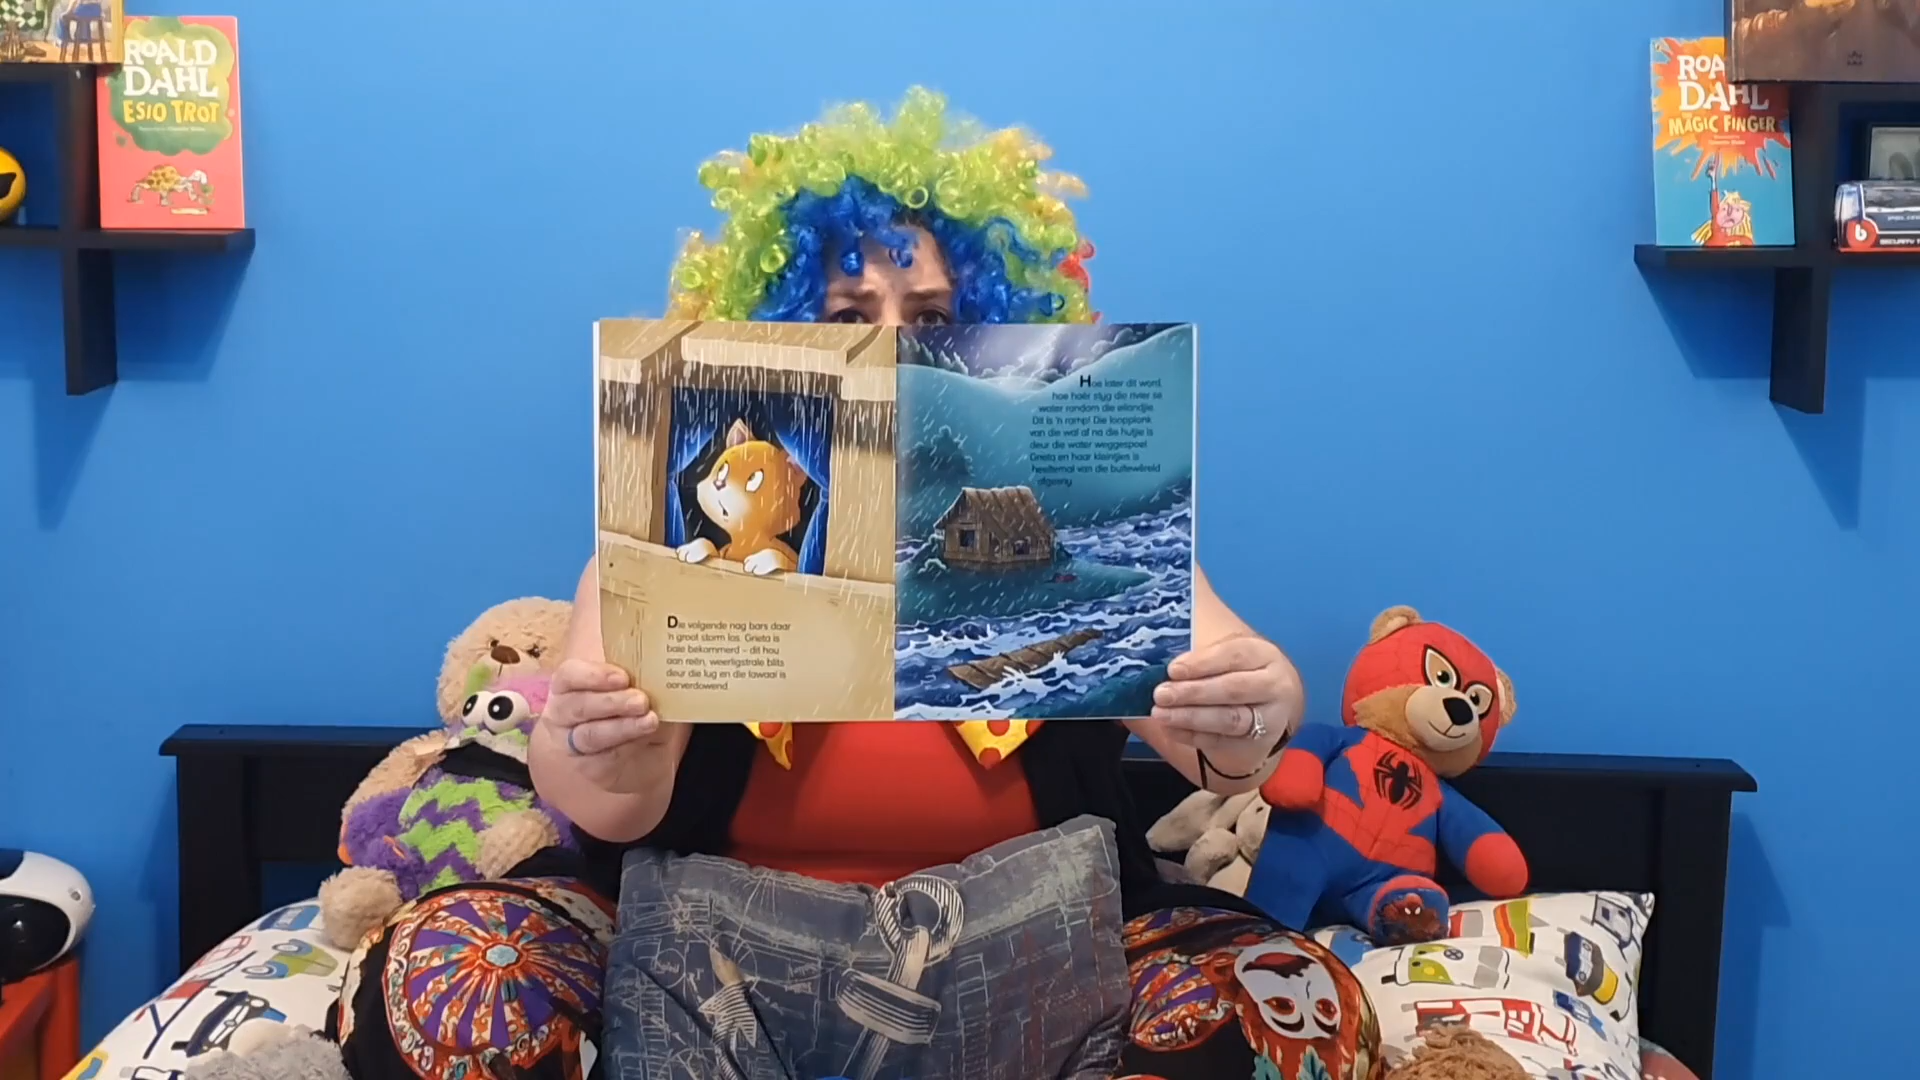 ROALD
DAHL
ESIO TROT
ROA
DAHL
MAGIC FINGER
Die volgende nag bars daar
'n groot storm los. Grieta is
baie bekommerd – dit hou
aan reën, weerligstrale blits
deur die lug en die lawaai is
oorverdowend.
Hoe later dit word,
hoe hoër styg die rivier se
water rondom die eilandjie.
Dit is 'n ramp! Die loopplank
van die wal af na die hutjie is
deur die water weggespoel.
Grieta en haar kleintjies is
heeltemal van die buitewêreld
afgesny.
SECURITY